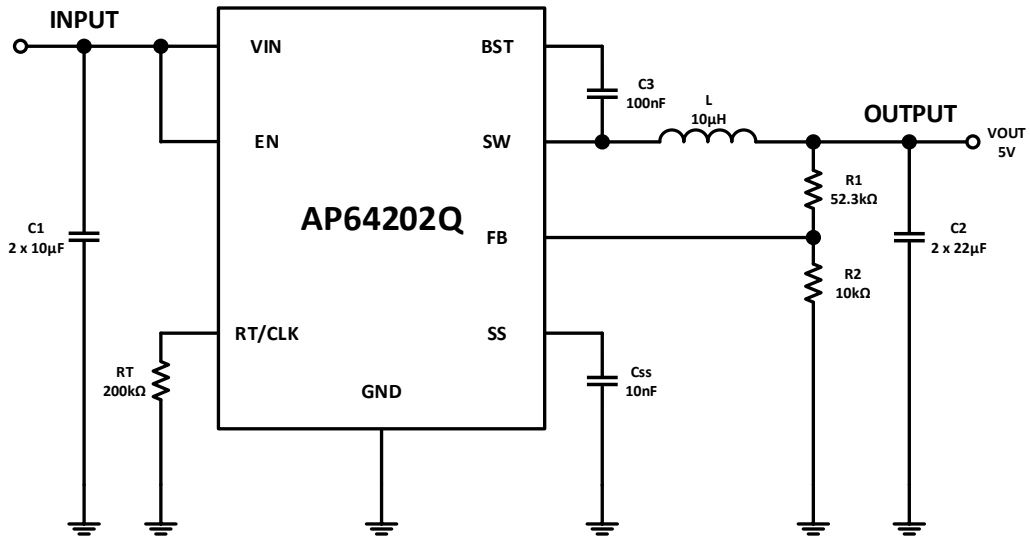 INPUT
VIN
BST
C3
100nF
L
10µH
OUTPUT
VOUT
5V
EN
SW
R1
52.3kΩ
AP64202Q
FB
C1
2 x 10µF
C2
2 x 22µF
R2
10kΩ
RT/CLK
SS
RT
200kΩ
Css
10nF
GND